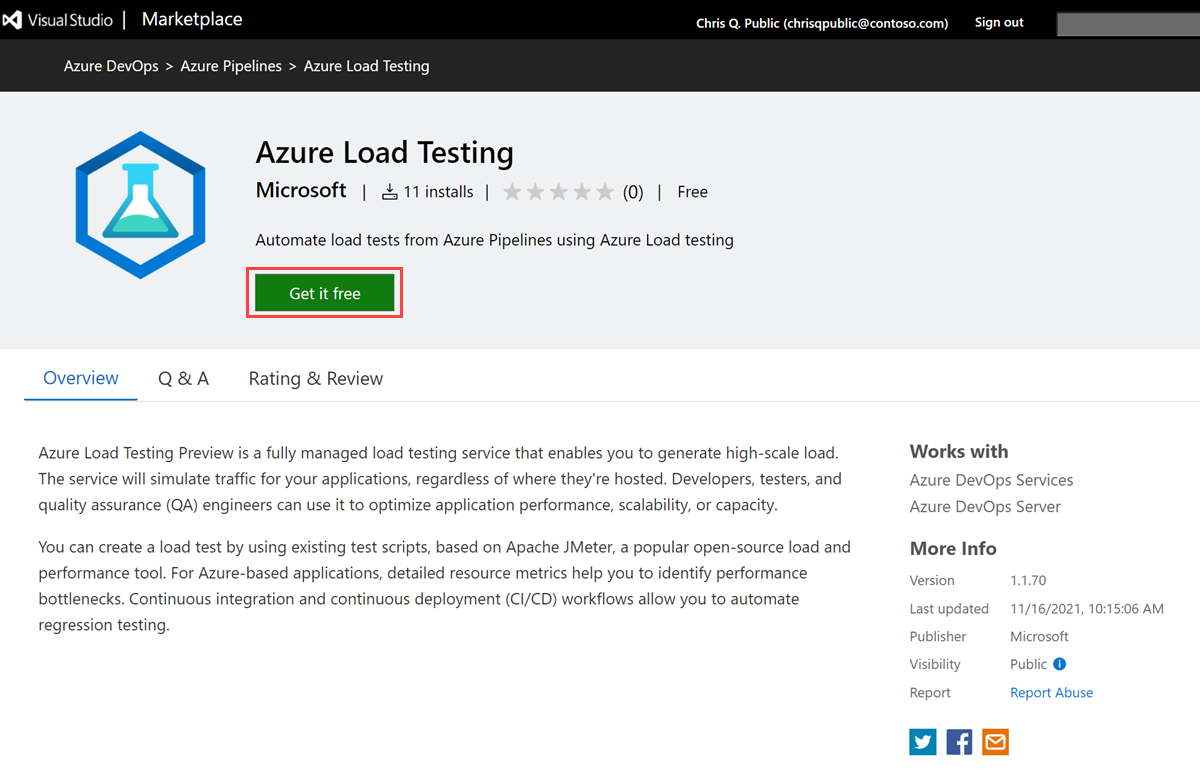 Visual Studio | Marketplace
Chris Q. Public (chrisqpublic@contoso.com) Sign out
Azure DevOps > Azure Pipelines > Azure Load Testing
Azure Load Testing
Microsoft | 11 installs | (0) | Free
Automate load tests from Azure Pipelines using Azure Load testing
Get it free
Overview Q & A Rating & Review
Azure Load Testing Preview is a fully managed load testing service that enables you to generate high-scale load.
The service will simulate traffic for your applications, regardless of where they're hosted. Developers, testers, and
quality assurance (QA) engineers can use it to optimize application performance, scalability, or capacity.
You can create a load test by using existing test scripts, based on Apache JMeter, a popular open-source load and
performance tool. For Azure-based applications, detailed resource metrics help you to identify performance
bottlenecks. Continuous integration and continuous deployment (CI/CD) workflows allow you to automate
regression testing.
Works with
Azure DevOps Services
Azure DevOps Server
More Info
Version 1.1.70
Last updated 11/16/2021, 10:15:06 AM
Publisher Microsoft
Visibility Public
Report Report Abuse